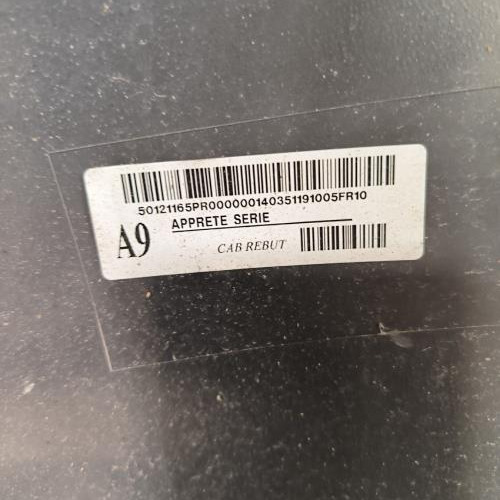 50121165PR000000140351191005FR10
APPRETE SERIE
A9
CAB REBUT